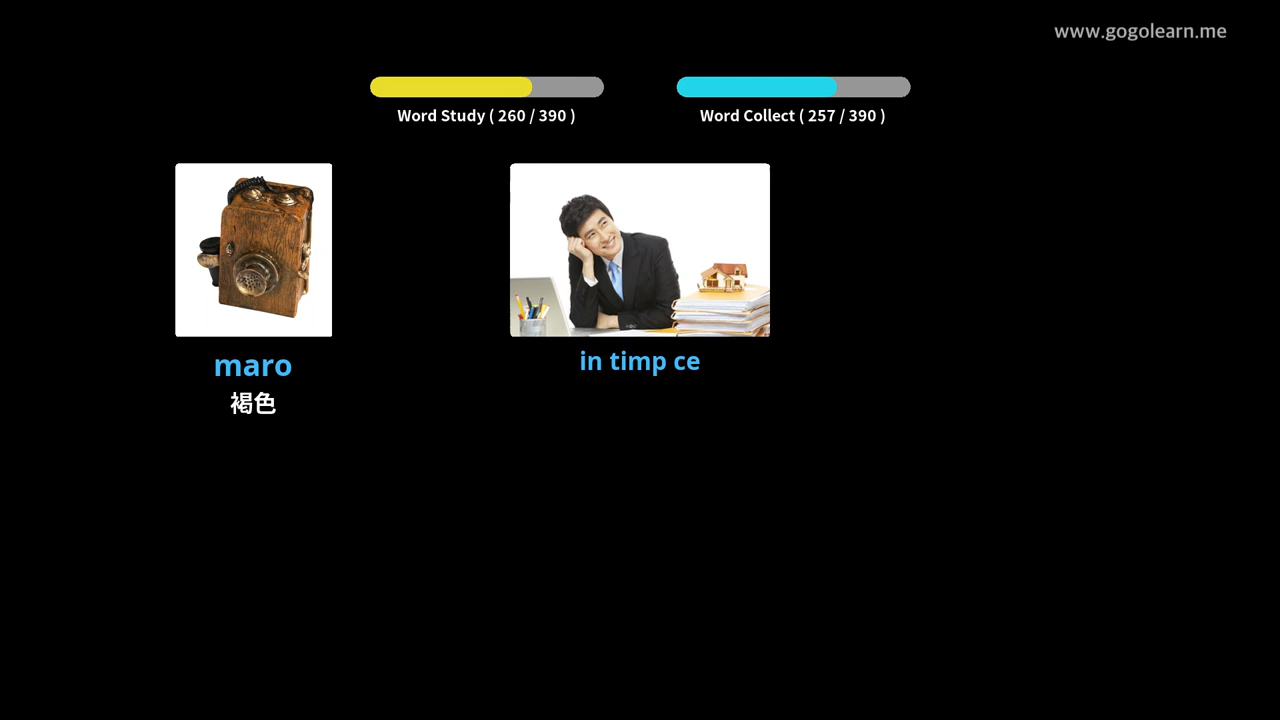 www.gogolearn.me
Word Study ( 260 / 390 )
Word Collect ( 257 / 390 )
maro
褐色
in timp ce